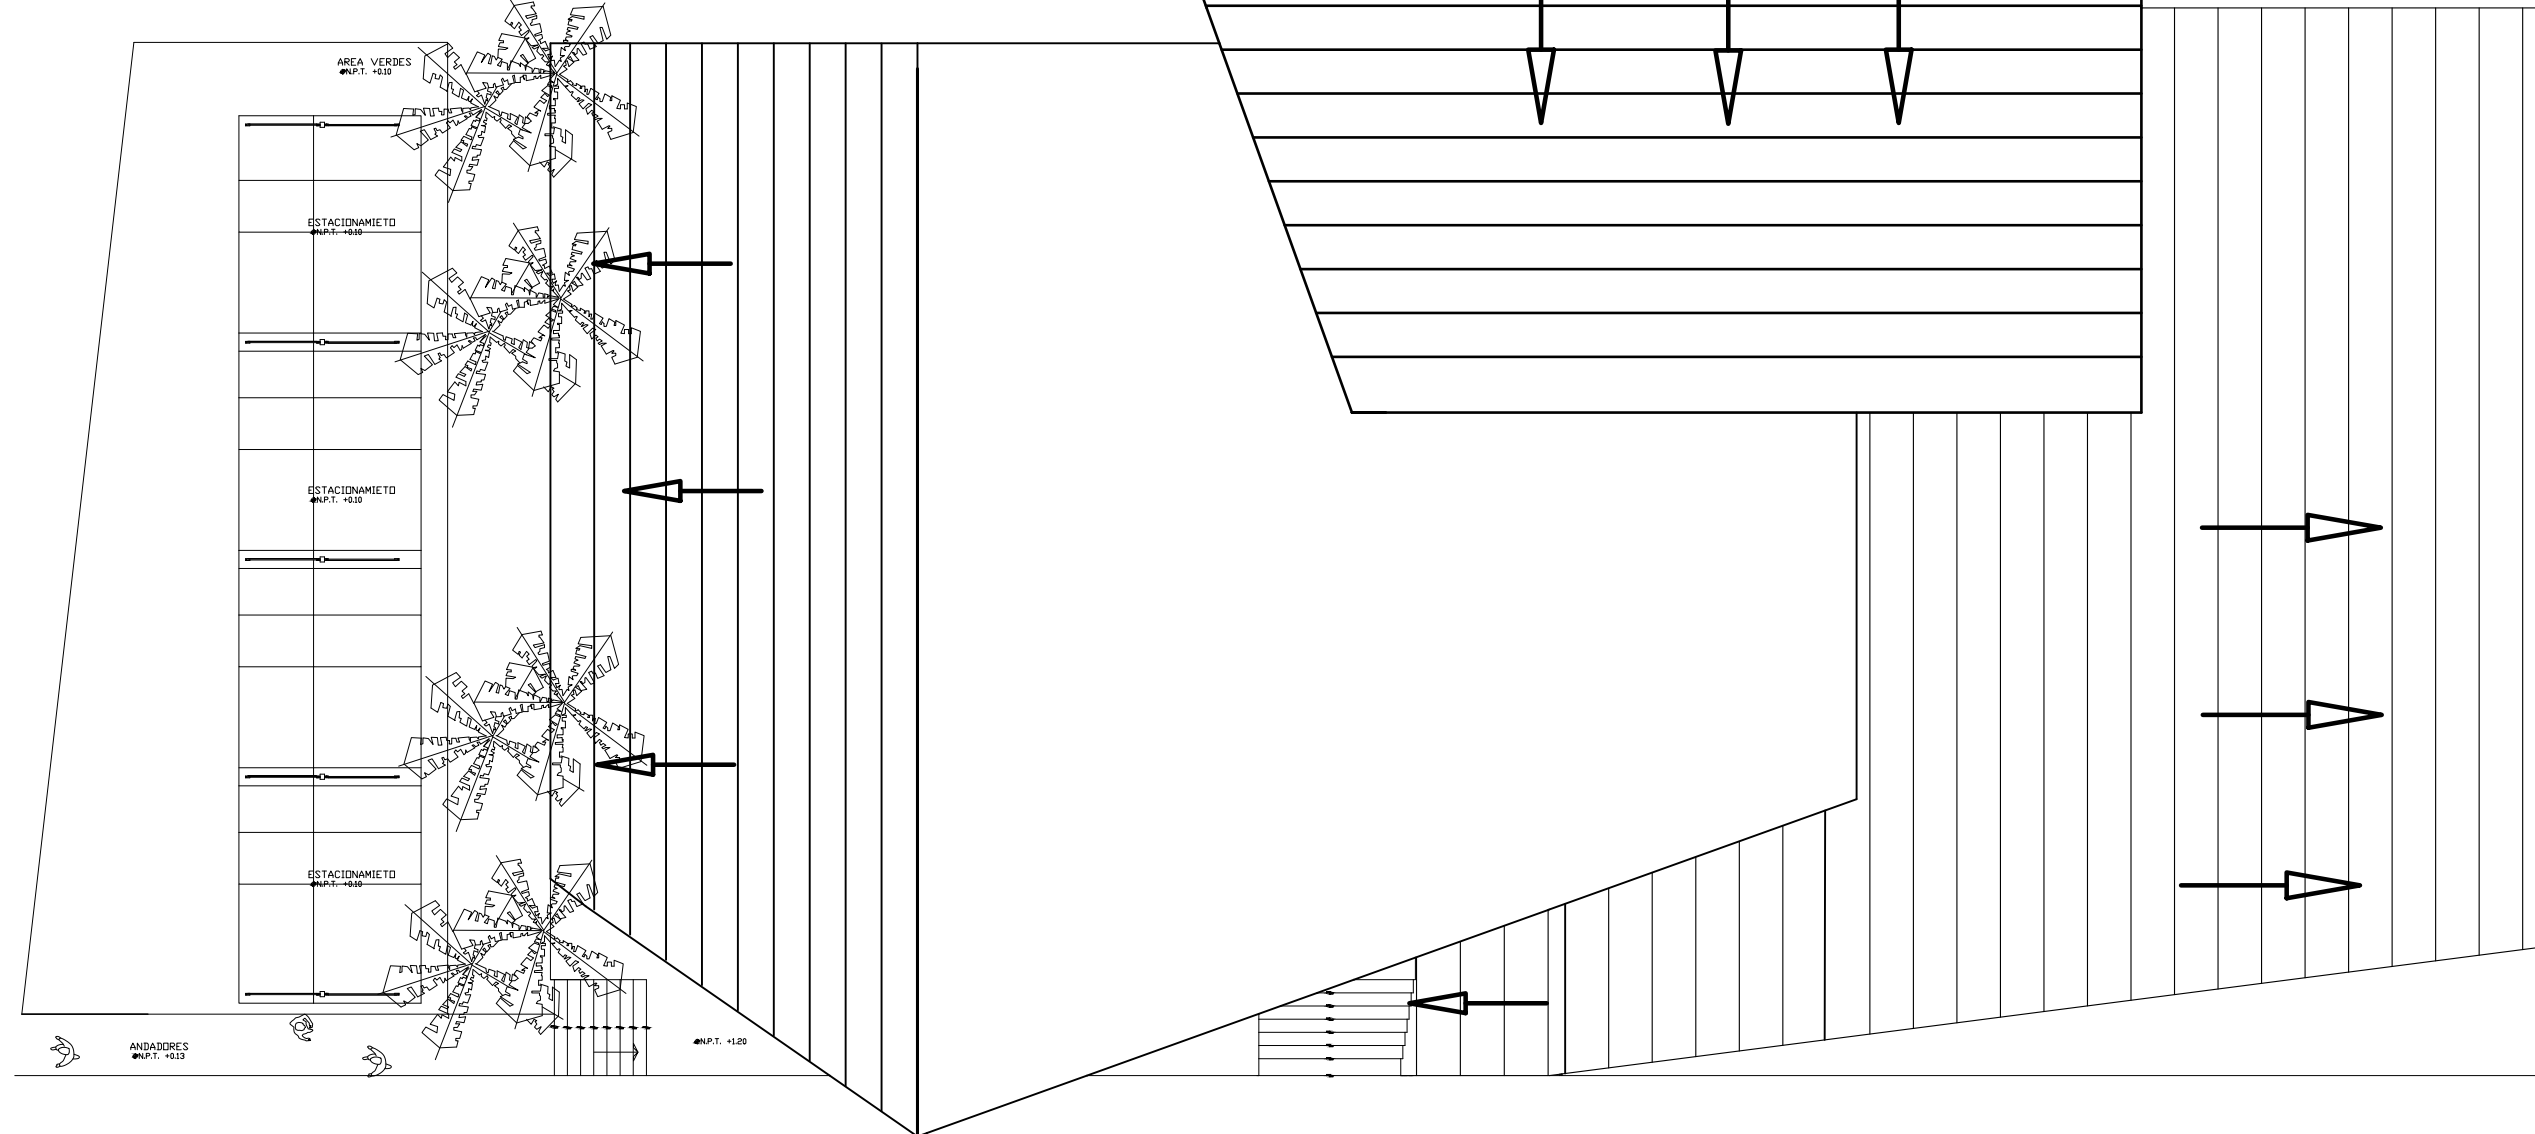 AREA VERDES
N.P.T. +0.10
ESTACIONAMIETO
N.P.T. +0.10
ESTACIONAMIETO
N.P.T. +0.10
ESTACIONAMIETO
N.P.T. +0.10
ANDADORES
N.P.T. +0.13
N.P.T. +1.20